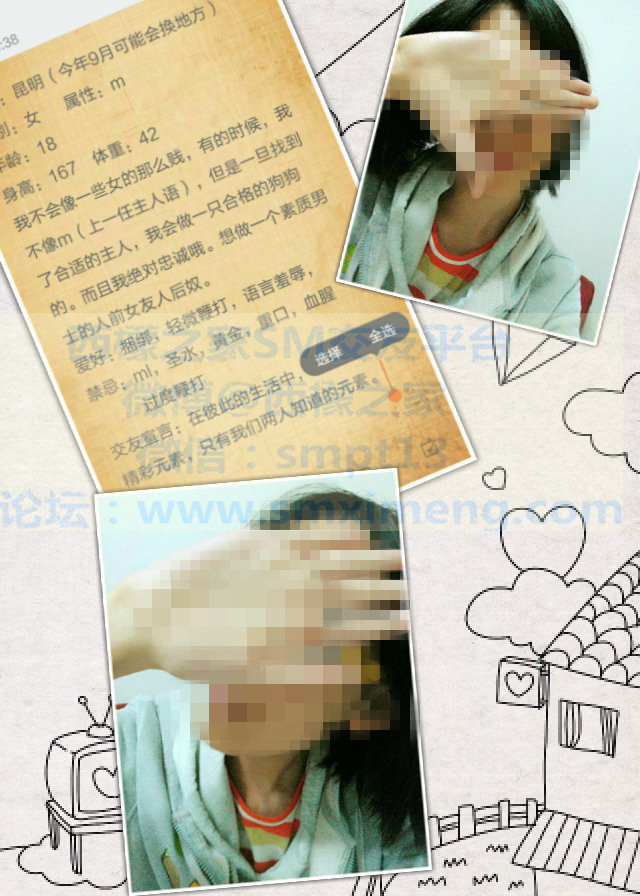 :38
：昆明（今年9月可能会换地方）
别：女 属性：m
年龄：18
身高：167 体重：42
我不会像一些女的那么贱，有的时候，我
不像m（上一任主人语），但是一旦找到
了合适的主人，我会做一只合格的狗狗
的。而且我绝对忠诚哦。想做一个素质男
士的人前女友人后奴。
爱好：捆绑，轻微鞭打，语言羞辱，
禁忌：ml，圣水，黄金，重口，血腥
过度鞭打
选择 全选
交友宣言：在彼此的生活中
精彩元素，只有我们两人知道的元素。
西檬之家SM交友平台
微博@西檬之家
微信：smpt13
论坛：www.smximeng.com